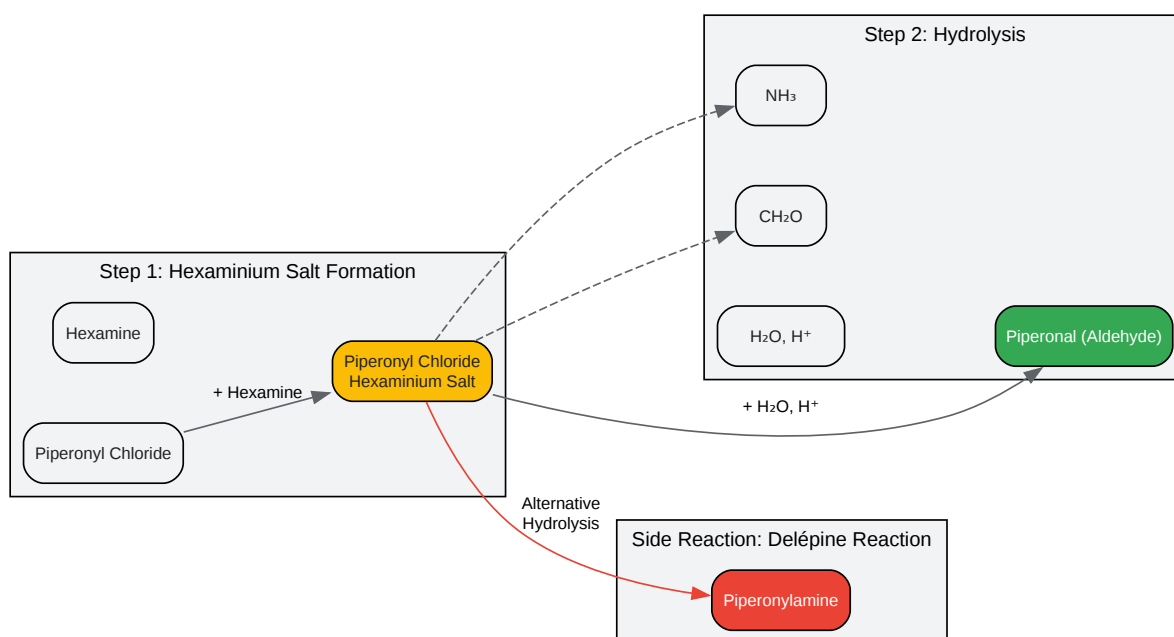 Step 2: Hydrolysis
NH₃
CH₂O
H₂O, H⁺
Piperonal (Aldehyde)
+ H₂O, H⁺
Step 1: Hexaminium Salt Formation
Hexamine
+ Hexamine
Piperonyl Chloride
Hexaminium Salt
Piperonyl Chloride
Alternative
Hydrolysis
Side Reaction: Delépine Reaction
Piperonylamine